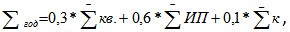 ∑ год=0,3* ∑̄ кв. + 0,6* ∑̄ ИП + 0,1* ∑̄ к ,